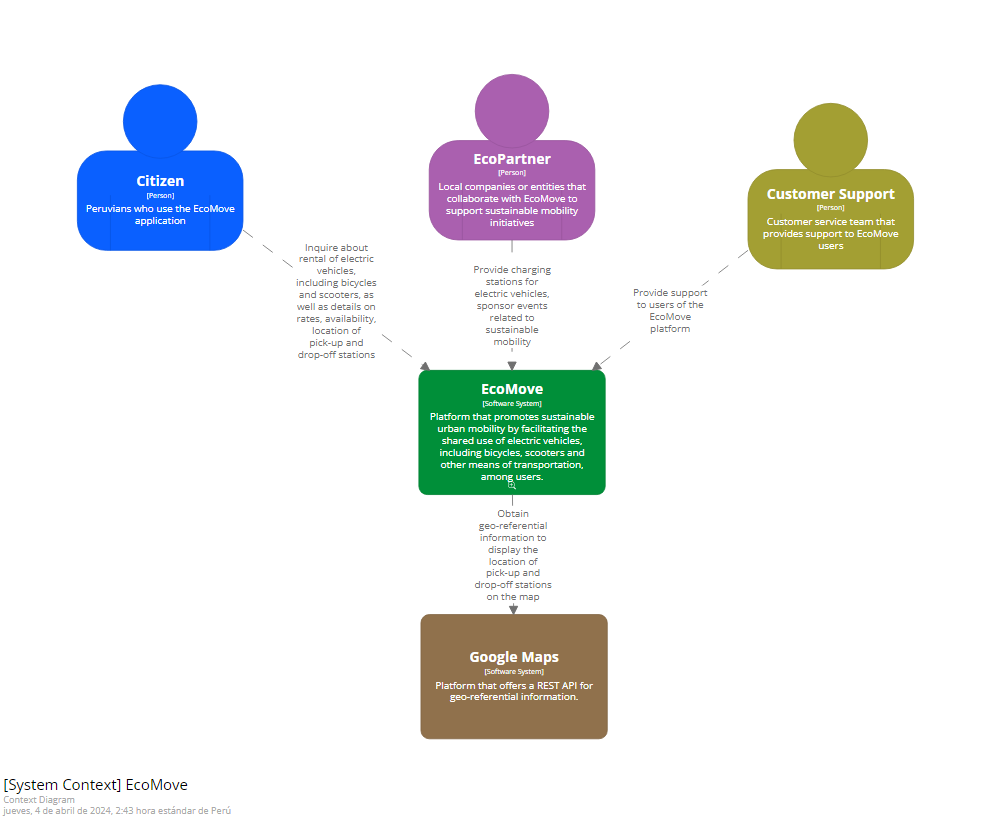 Citizen
[Person]
Peruvians who use the EcoMove
application
EcoPartner
[Person]
Local companies or entities that
collaborate with EcoMove to
support sustainable mobility
initiatives
Customer Support
[Person]
Customer service team that
provides support to EcoMove
users
Inquire about
rental of electric
vehicles,
including bicycles
and scooters, as
well as details on
rates, availability,
location of
pick-up and
drop-off stations
Provide charging
stations for
electric vehicles,
sponsor events
related to
sustainable
mobility
Provide support
to users of the
EcoMove
platform
EcoMove
[Software System]
Platform that promotes sustainable
urban mobility by facilitating the
shared use of electric vehicles,
including bicycles, scooters and
other means of transportation,
among users.
Obtain
geo-referential
information to
display the
location of
pick-up and
drop-off stations
on the map
Google Maps
[Software System]
Platform that offers a REST API for
geo-referential information.
[System Context] EcoMove
Context Diagram
jueves, 4 de abril de 2024, 2:43 hora estándar de Perú